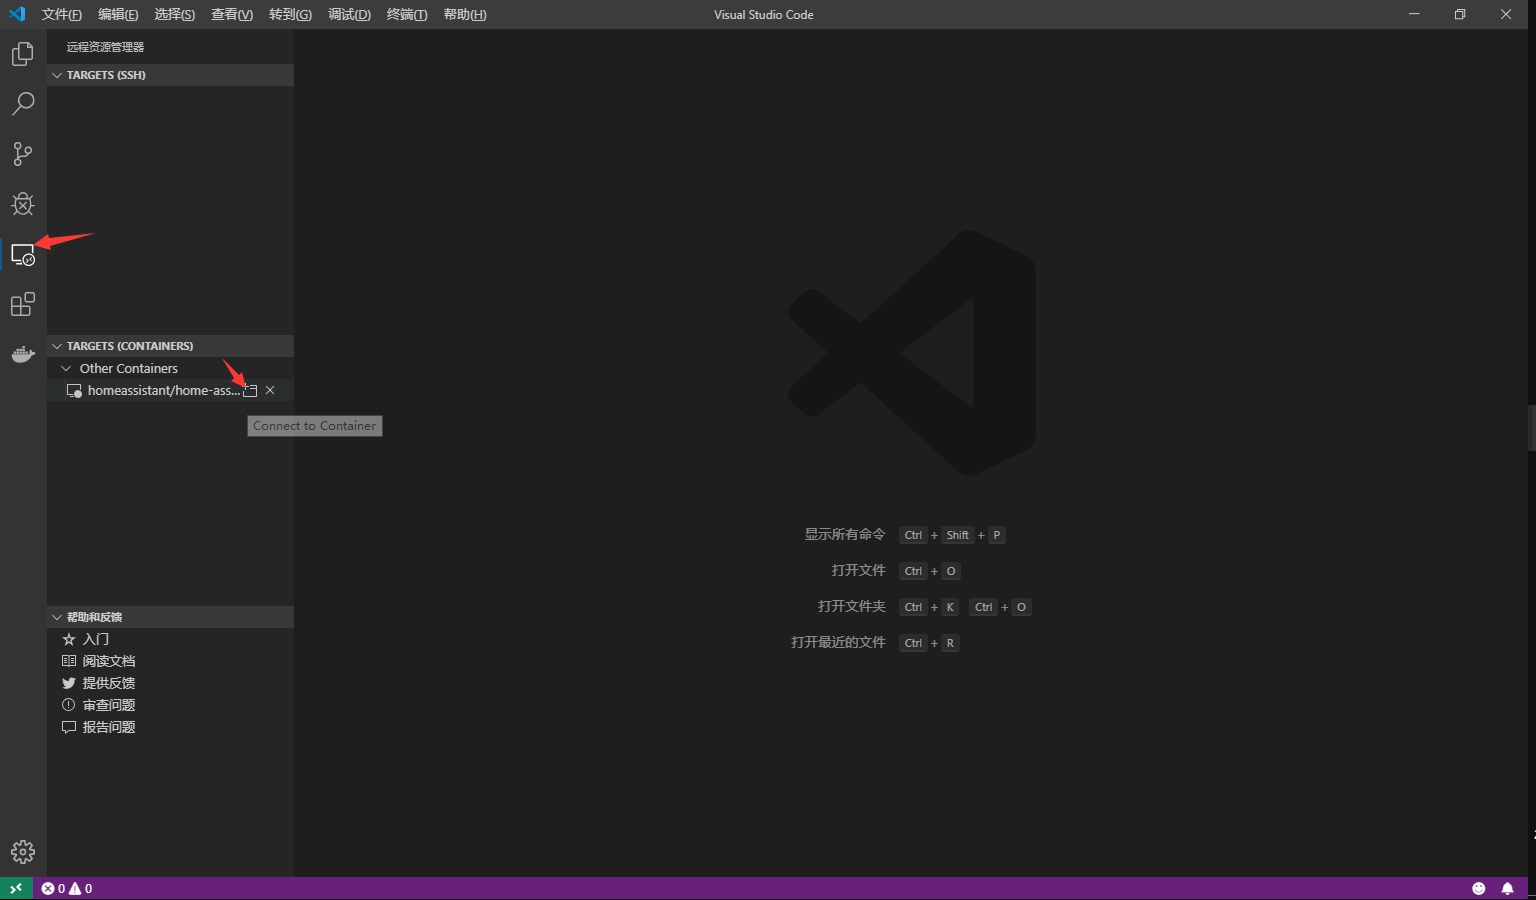 文件(F) 编辑(E) 选择(S) 查看(V) 转到(G) 调试(D) 终端(T) 帮助(H) Visual Studio Code
远程资源管理器
TARGETS (SSH)
TARGETS (CONTAINERS)
Other Containers
homeassistant/home-ass...
Connect to Container
显示所有命令 Ctrl + Shift + P
打开文件 Ctrl + O
打开文件夹 Ctrl + K Ctrl + O
打开最近的文件 Ctrl + R
帮助和反馈
入门
阅读文档
提供反馈
审查问题
报告问题
0 0